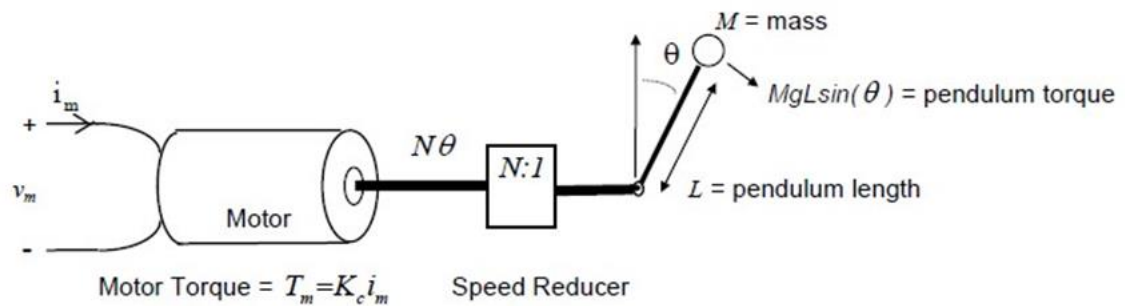 M = mass
θ
MgLsin(θ) = pendulum torque
i_m
+
Nθ
N:1
v_m
L = pendulum length
Motor
-
Motor Torque = T_m=K_c i_m
Speed Reducer